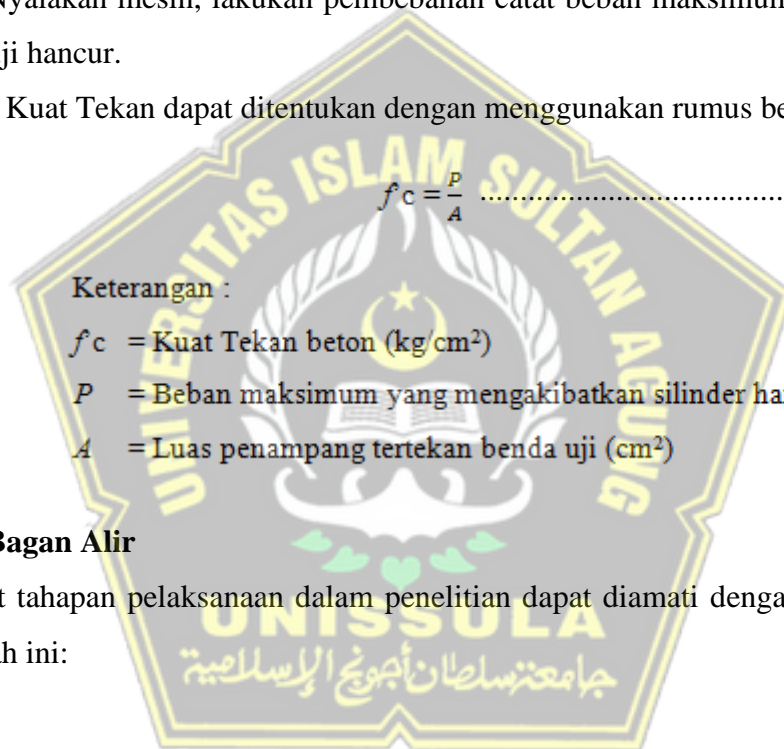 Nyalakan mesin, lakukan pembebanan catat beban maksimum
ji hancur.
Kuat Tekan dapat ditentukan dengan menggunakan rumus be
f'c = P/A ........................................
Keterangan :
f'c = Kuat Tekan beton (kg/cm²)
P = Beban maksimum yang mengakibatkan silinder ha
A = Luas penampang tertekan benda uji (cm²)
Bagan Alir
t tahapan pelaksanaan dalam penelitian dapat diamati denga
ah ini:
UNIVERSITAS ISLAM SULTAN AGUNG
UNISSULA
جامعة سلطان أجونج الإسلامية